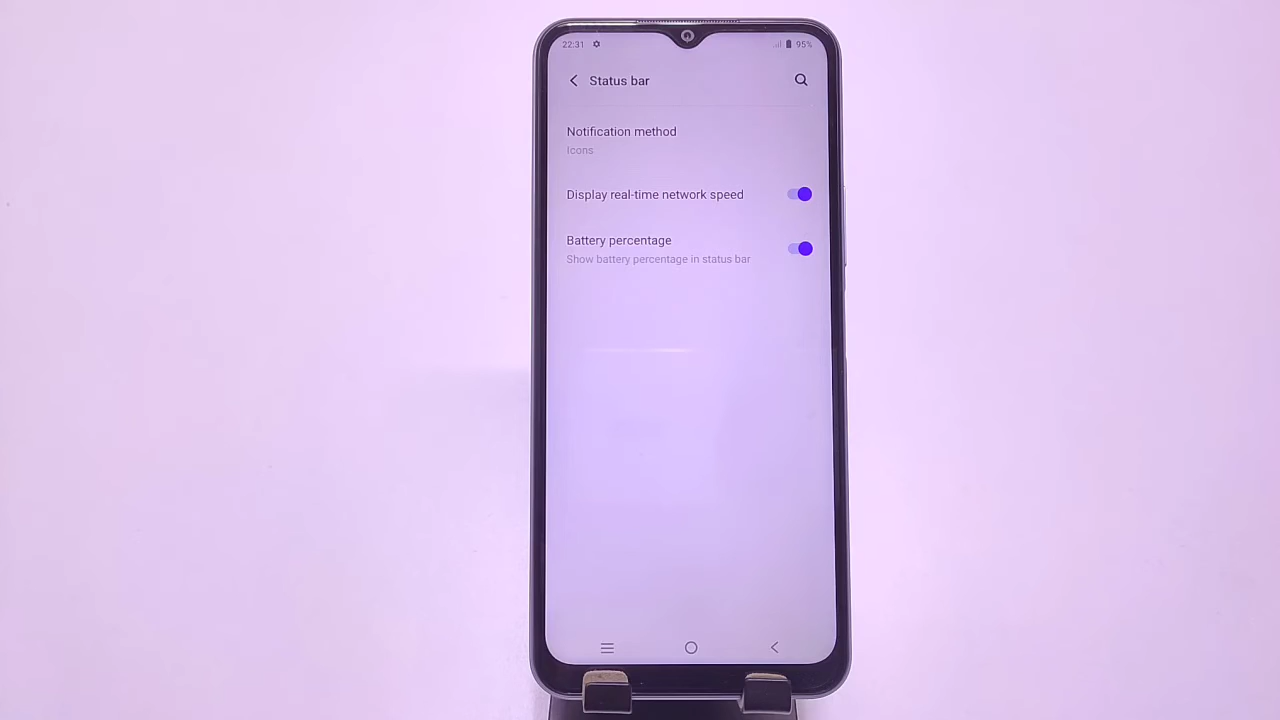 22:31 95%
Status bar
Notification method
Icons
Display real-time network speed
Battery percentage
Show battery percentage in status bar